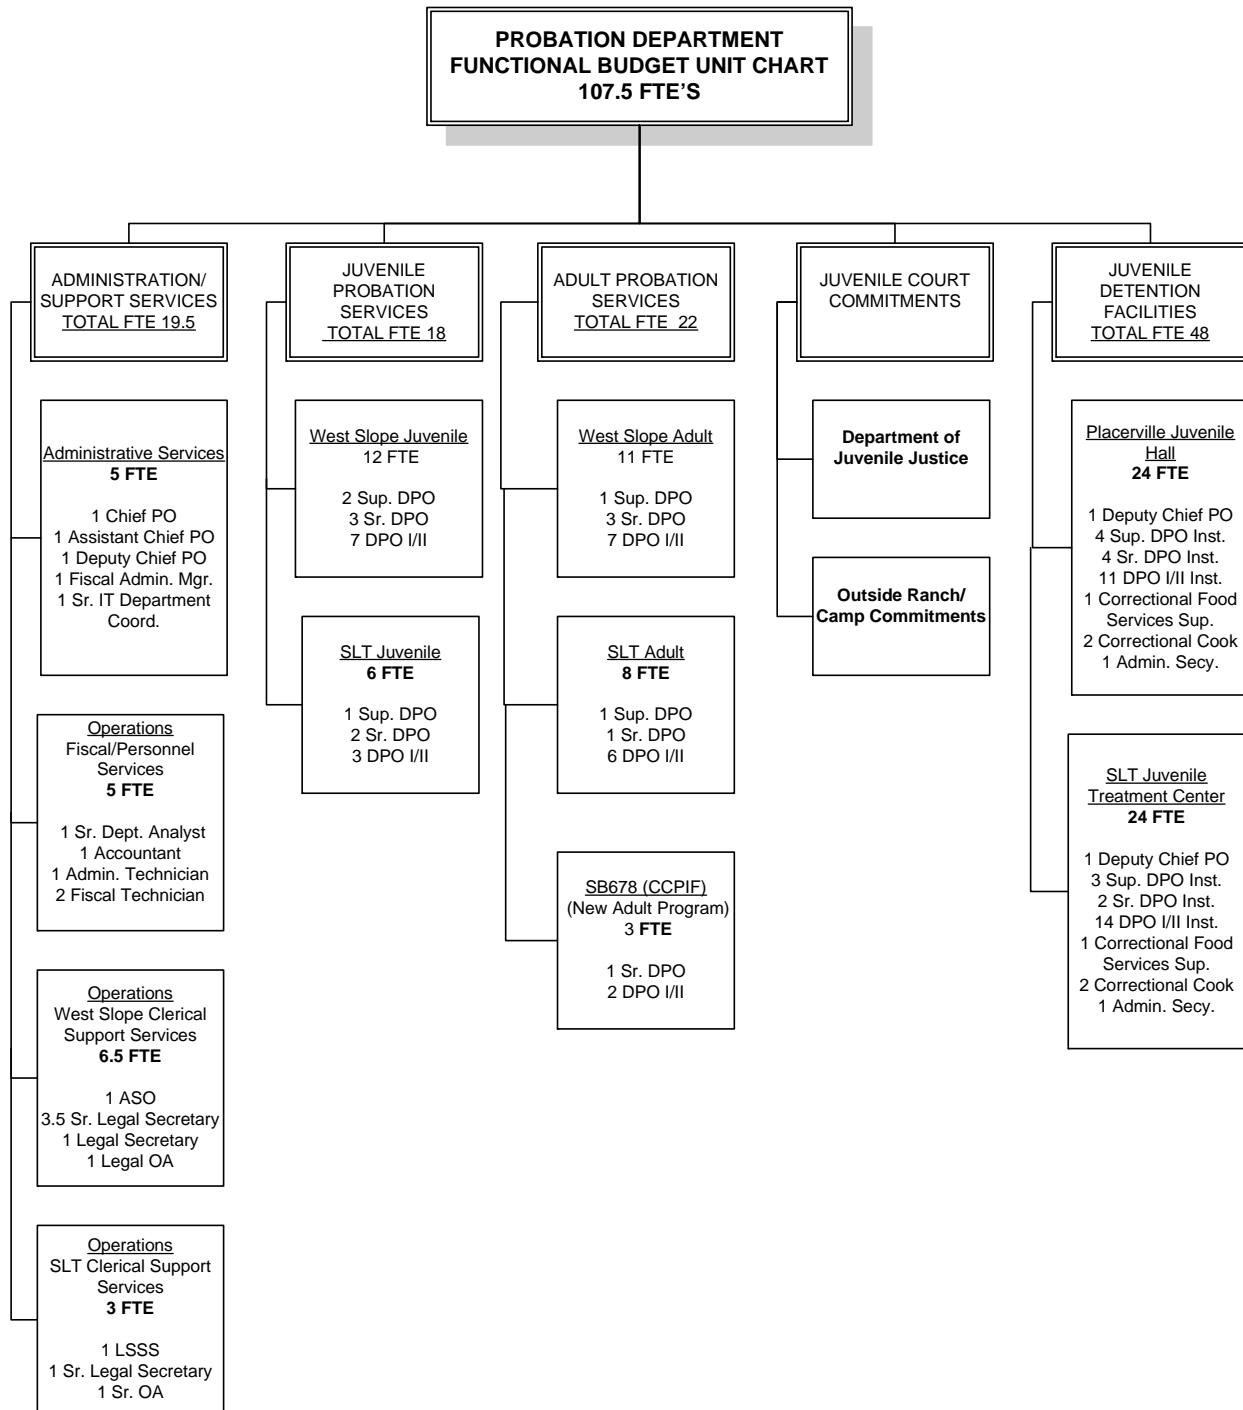 PROBATION DEPARTMENT
FUNCTIONAL BUDGET UNIT CHART
107.5 FTE'S
ADMINISTRATION/
SUPPORT SERVICES
TOTAL FTE 19.5
Administrative Services
5 FTE
1 Chief PO
1 Assistant Chief PO
1 Deputy Chief PO
1 Fiscal Admin. Mgr.
1 Sr. IT Department
Coord.
Operations
Fiscal/Personnel
Services
5 FTE
1 Sr. Dept. Analyst
1 Accountant
1 Admin. Technician
2 Fiscal Technician
Operations
West Slope Clerical
Support Services
6.5 FTE
1 ASO
3.5 Sr. Legal Secretary
1 Legal Secretary
1 Legal OA
Operations
SLT Clerical Support
Services
3 FTE
1 LSSS
1 Sr. Legal Secretary
1 Sr. OA
JUVENILE
PROBATION
SERVICES
TOTAL FTE 18
West Slope Juvenile
12 FTE
2 Sup. DPO
3 Sr. DPO
7 DPO I/II
SLT Juvenile
6 FTE
1 Sup. DPO
2 Sr. DPO
3 DPO I/II
ADULT PROBATION
SERVICES
TOTAL FTE 22
West Slope Adult
11 FTE
1 Sup. DPO
3 Sr. DPO
7 DPO I/II
SLT Adult
8 FTE
1 Sup. DPO
1 Sr. DPO
6 DPO I/II
SB678 (CCPIF)
(New Adult Program)
3 FTE
1 Sr. DPO
2 DPO I/II
JUVENILE COURT
COMMITMENTS
Department of
Juvenile Justice
Outside Ranch/
Camp Commitments
JUVENILE
DETENTION
FACILITIES
TOTAL FTE 48
Placerville Juvenile
Hall
24 FTE
1 Deputy Chief PO
4 Sup. DPO Inst.
4 Sr. DPO Inst.
11 DPO I/II Inst.
1 Correctional Food
Services Sup.
2 Correctional Cook
1 Admin. Secy.
SLT Juvenile
Treatment Center
24 FTE
1 Deputy Chief PO
3 Sup. DPO Inst.
2 Sr. DPO Inst.
14 DPO I/II Inst.
1 Correctional Food
Services Sup.
2 Correctional Cook
1 Admin. Secy.